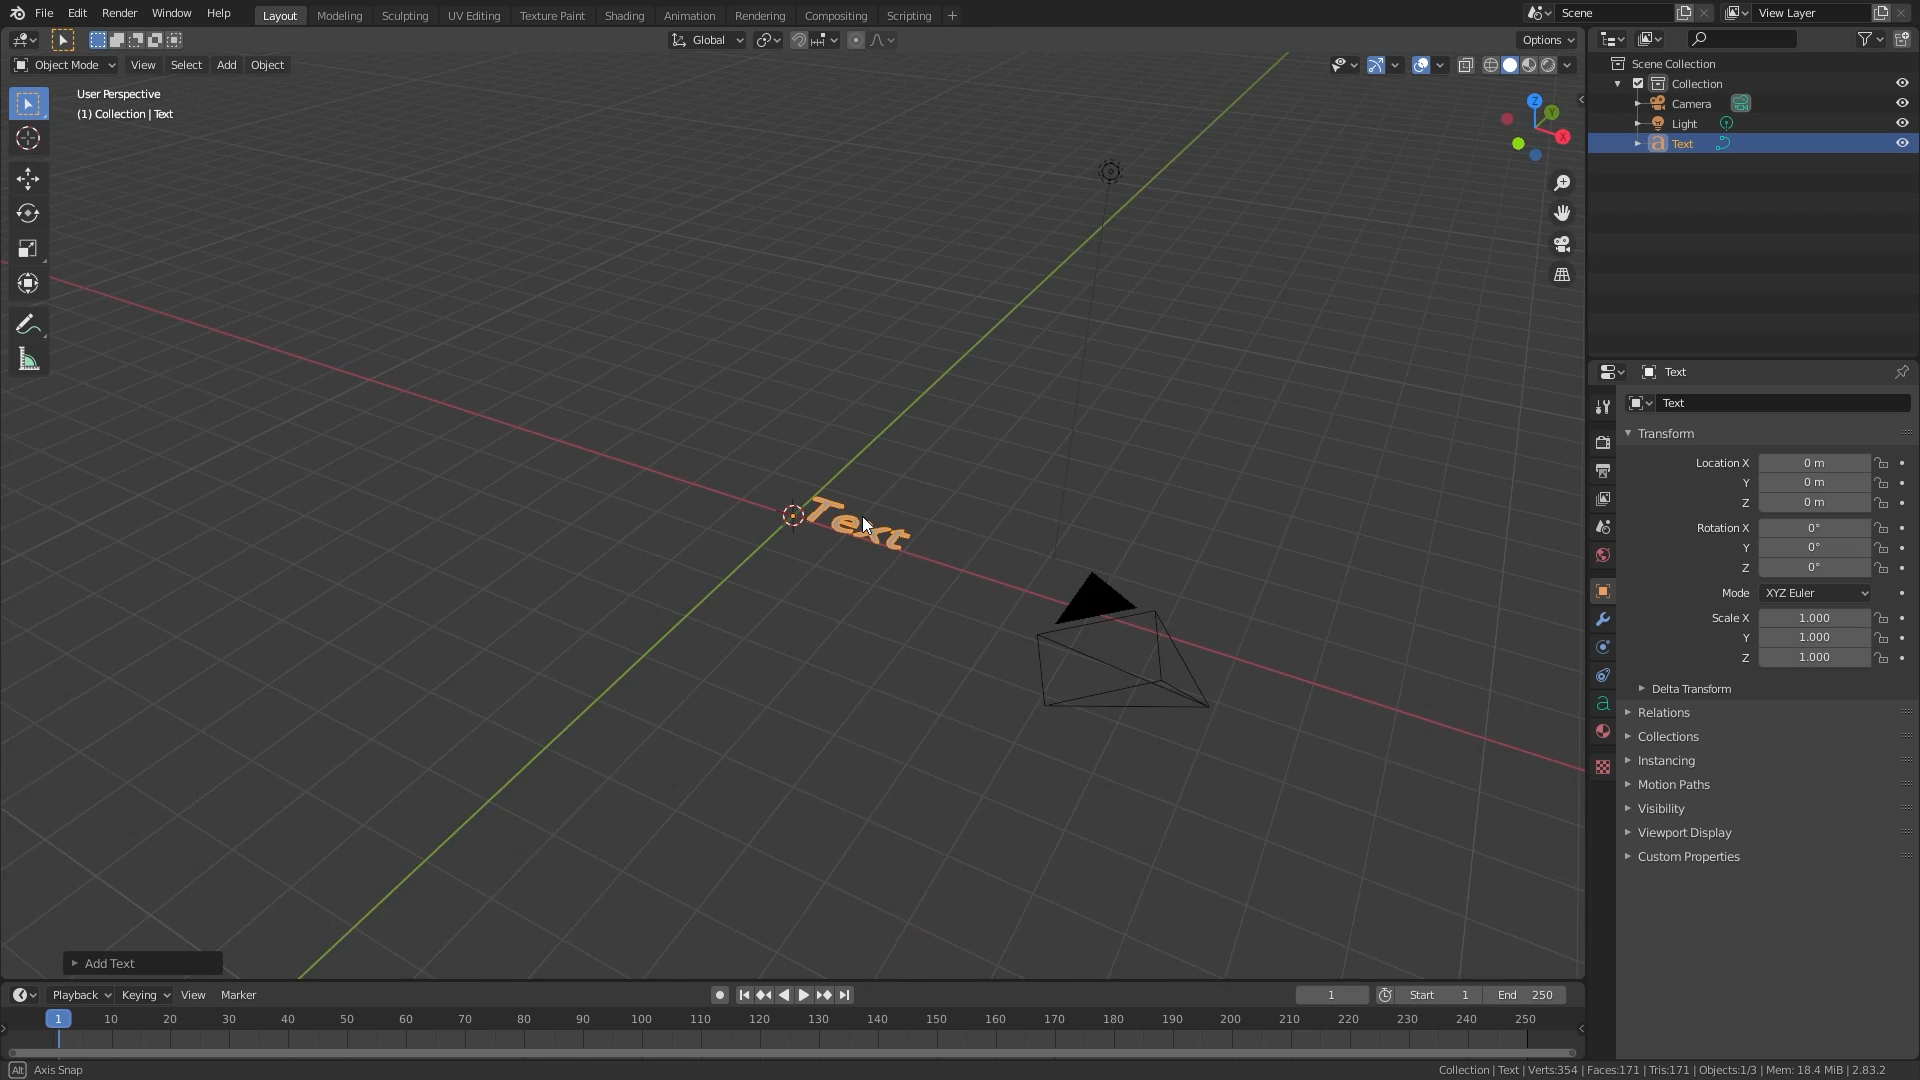 File Edit Render Window Help Layout Modeling Sculpting UV Editing Texture Paint Shading Animation Rendering Compositing Scripting Scene View Layer
Global Options
Object Mode View Select Add Object
User Perspective
(1) Collection | Text
Z
Y
X
Text
Add Text
Scene Collection
Collection
Camera
Light
Text
Text
Text
Transform
Location X 0 m
Y 0 m
Z 0 m
Rotation X 0°
Y 0°
Z 0°
Mode XYZ Euler
Scale X 1.000
Y 1.000
Z 1.000
Delta Transform
Relations
Collections
Instancing
Motion Paths
Visibility
Viewport Display
Custom Properties
Playback Keying View Marker 1 Start 1 End 250
1 10 20 30 40 50 60 70 80 90 100 110 120 130 140 150 160 170 180 190 200 210 220 230 240 250
Alt Axis Snap
Collection | Text | Verts:354 | Faces:171 | Tris:171 | Objects:1/3 | Mem: 18.4 MiB | 2.83.2